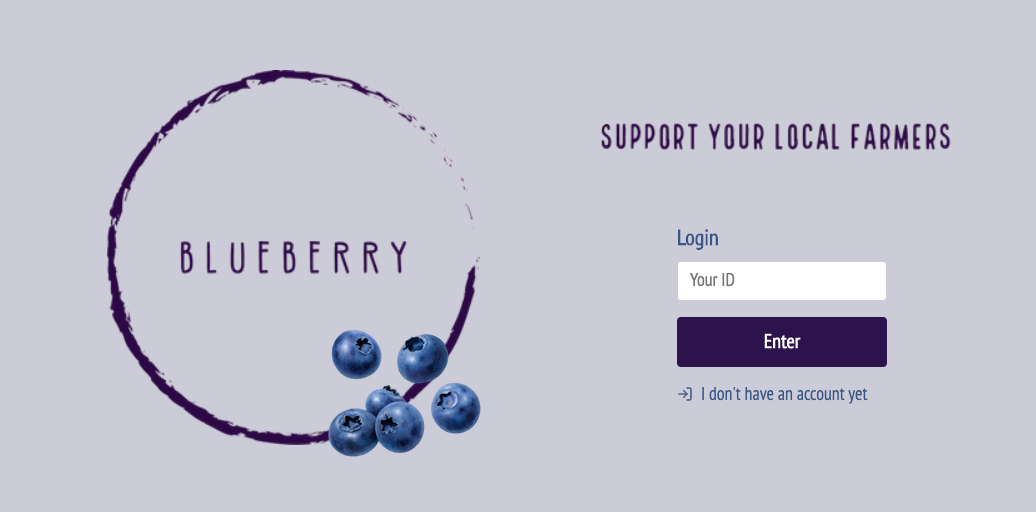 BLUEBERRY
SUPPORT YOUR LOCAL FARMERS
Login
Your ID
Enter
I don't have an account yet